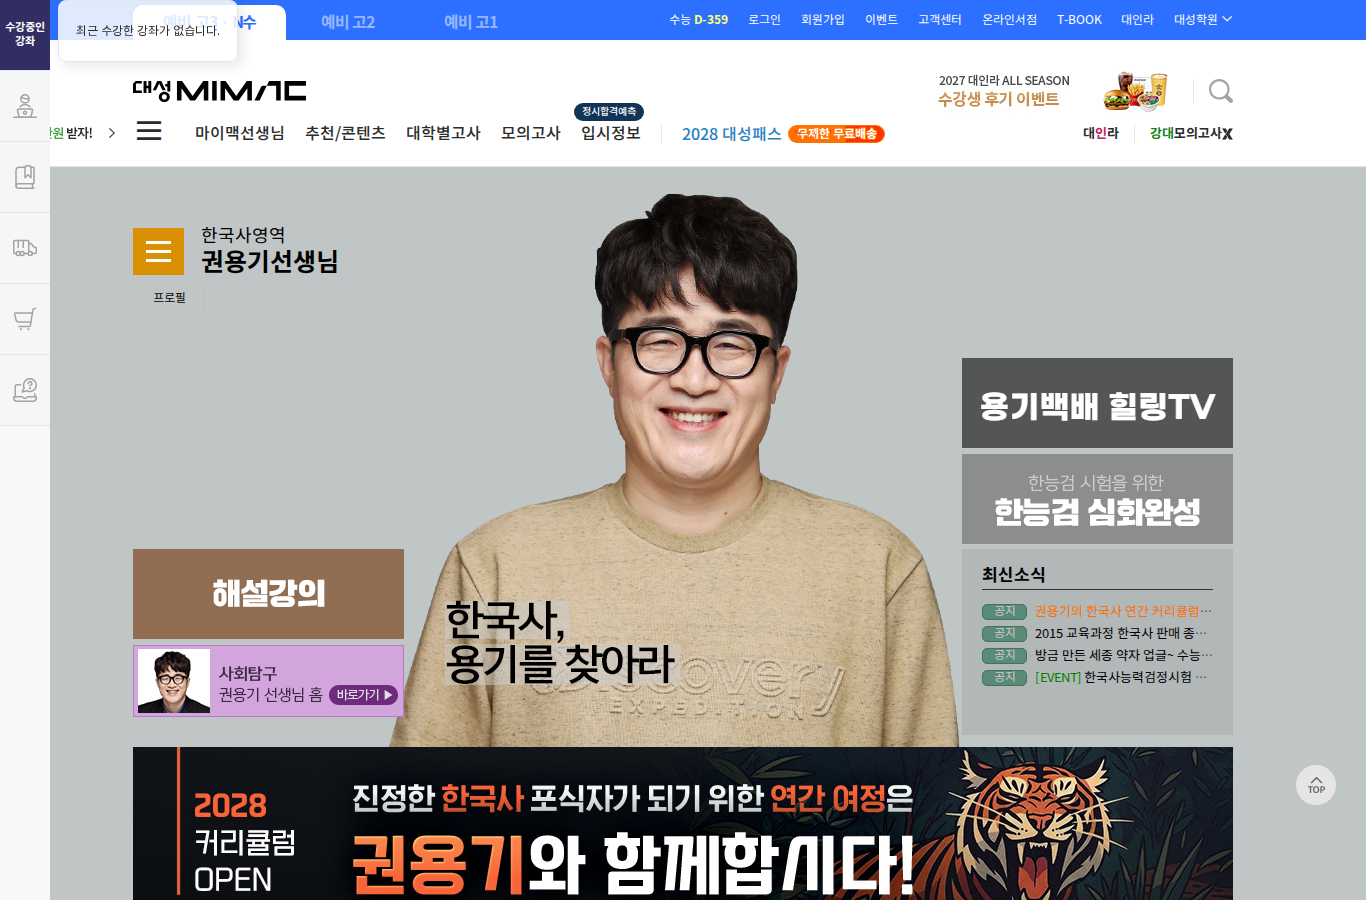 수강중인
강좌
최근 수강한 강좌가 없습니다.
예비 고3 · N수
예비 고2
예비 고1
수능 D-359
로그인
회원가입
이벤트
고객센터
온라인서점
T-BOOK
대인라
대성학원
대성 MIMAC
2027 대인라 ALL SEASON
수강생 후기 이벤트
받자!
정시합격예측
마이맥선생님
추천/콘텐츠
대학별고사
모의고사
입시정보
2028 대성패스
무제한 무료배송
대인라
강대모의고사X
한국사영역
권용기선생님
프로필
용기백배 힐링TV
한능검 시험을 위한
한능검 심화완성
해설강의
사회탐구
권용기 선생님 홈
바로가기 ▶
한국사,
용기를 찾아라
Discovery
EXPEDITION
최신소식
공지 권용기의 한국사 연간 커리큘럼…
공지 2015 교육과정 한국사 판매 종…
공지 방금 만든 세종 약자 업글~ 수능…
공지 [EVENT] 한국사능력검정시험 …
2028
커리큘럼
OPEN
진정한 한국사 포식자가 되기 위한 연간 여정은
권용기와 함께합시다!
TOP